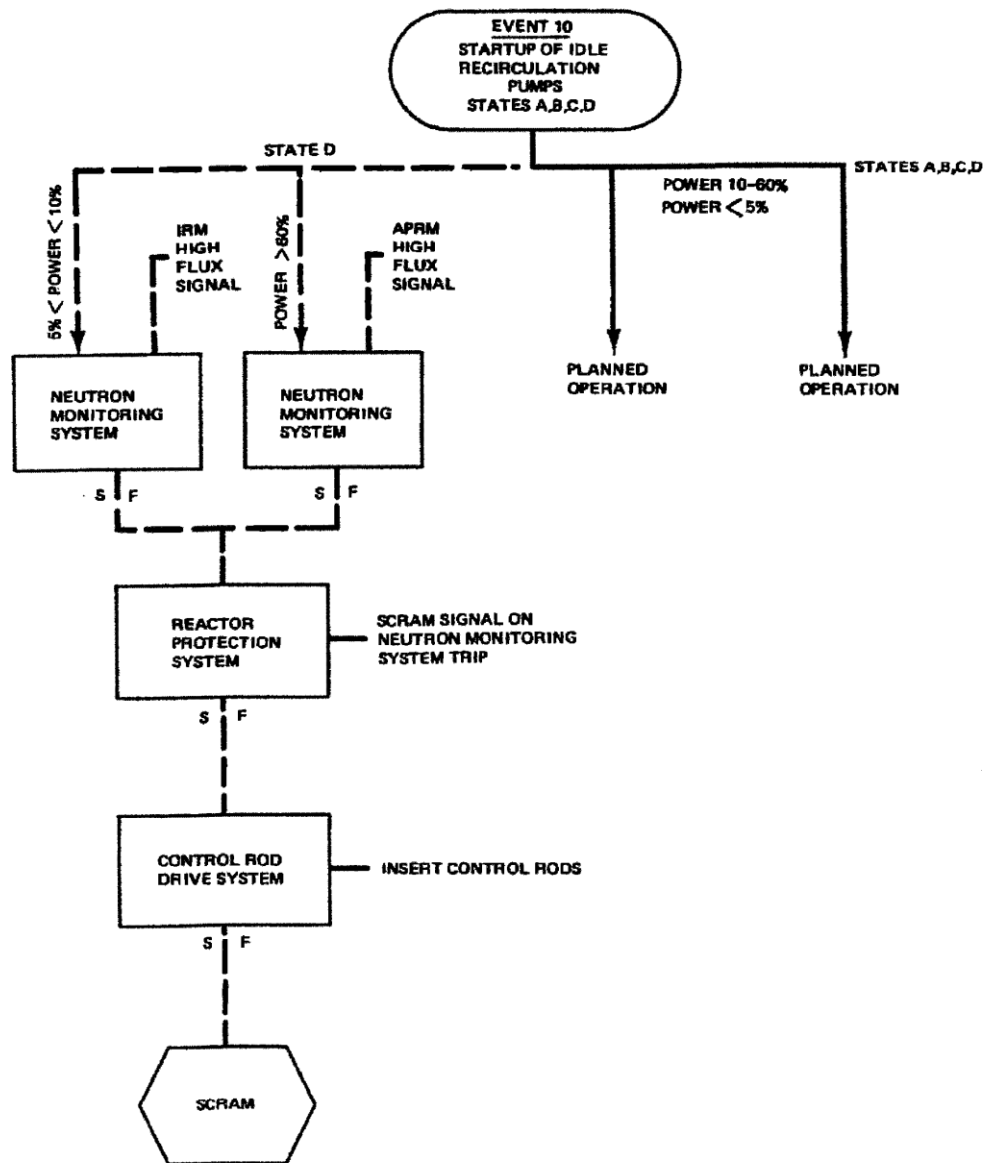 EVENT 10
STARTUP OF IDLE
RECIRCULATION
PUMPS
STATES A,B,C,D
STATE D
STATES A,B,C,D
POWER 10-60%
POWER < 5%
5% < POWER < 10%
IRM
HIGH
FLUX
SIGNAL
POWER >60%
APRM
HIGH
FLUX
SIGNAL
NEUTRON
MONITORING
SYSTEM
NEUTRON
MONITORING
SYSTEM
PLANNED
OPERATION
PLANNED
OPERATION
S F
S F
REACTOR
PROTECTION
SYSTEM
SCRAM SIGNAL ON
NEUTRON MONITORING
SYSTEM TRIP
S F
CONTROL ROD
DRIVE SYSTEM
INSERT CONTROL RODS
S F
SCRAM